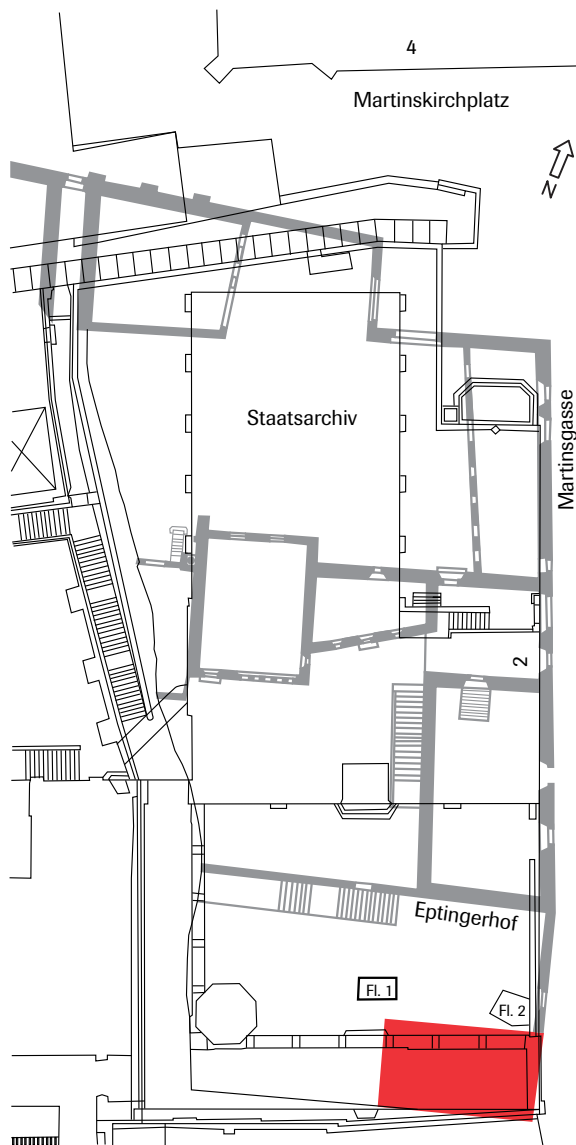 4
Martinskirchplatz
N
Staatsarchiv
Martinsgasse
2
Eptingerhof
Fl. 1
Fl. 2